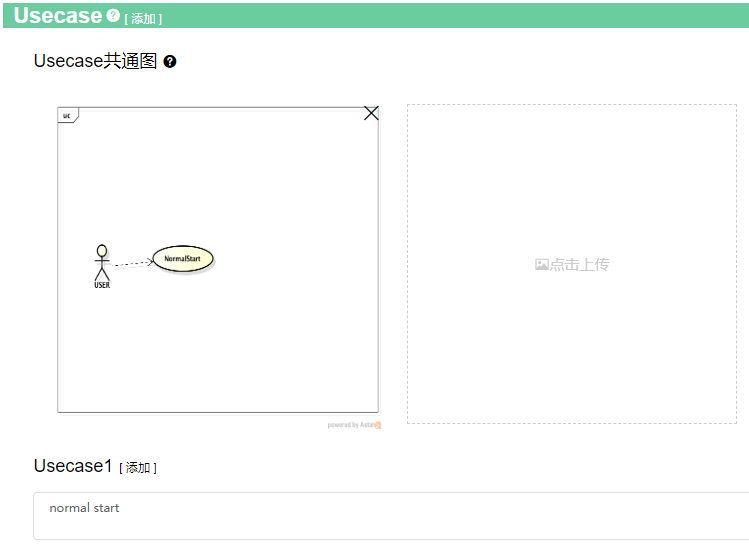 Usecase [ 添加 ]
Usecase共通图
uc
NormalStart
USER
点击上传
powered by Astah
Usecase1 [ 添加 ]
normal start